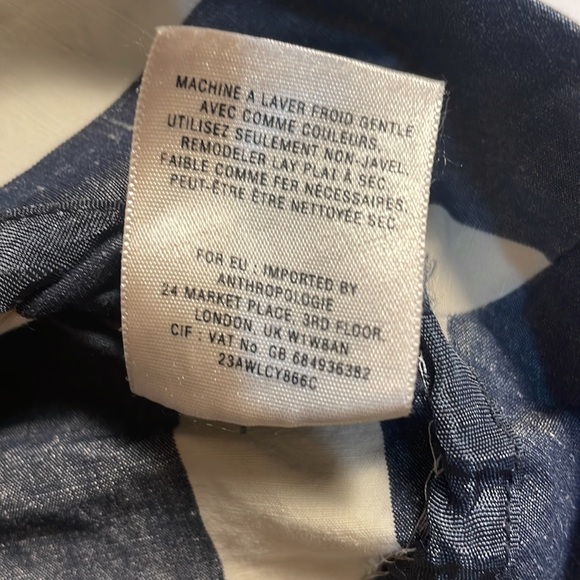 MACHINE A LAVER FROID GENTLE
AVEC COMME COULEURS.
UTILISEZ SEULEMENT NON-JAVEL.
REMODELER LAY PLAT À SEC.
FAIBLE COMME FER NÉCESSAIRES.
PEUT-ÊTRE ÊTRE NETTOYÉE SEC.
FOR EU : IMPORTED BY
ANTHROPOLOGIE
24 MARKET PLACE, 3RD FLOOR,
LONDON, UK W1W8AN
CIF : VAT No. GB 684936382
23AWLCY866C